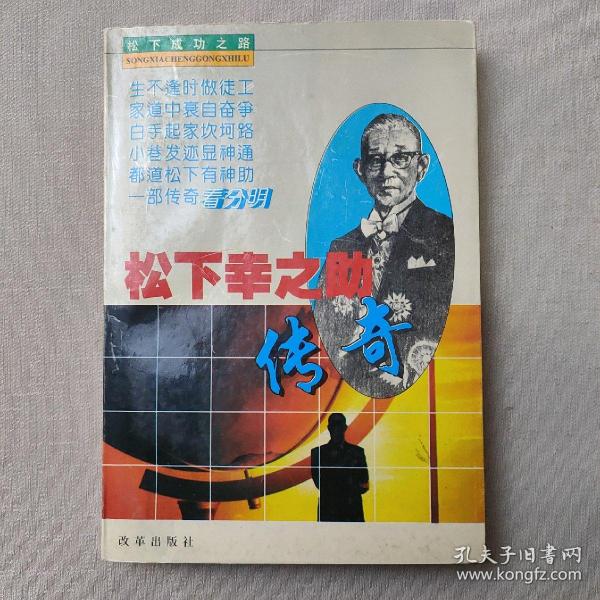 松下成功之路
SONGXIACHENGGONGXHILU
生不逢时做徒工
家道中衰自奋争
白手起家坎坷路
小巷发迹显神通
都道松下有神助
一部传奇看分明
松下幸之助
传奇
改革出版社
孔夫子旧书网
www.kongfz.com